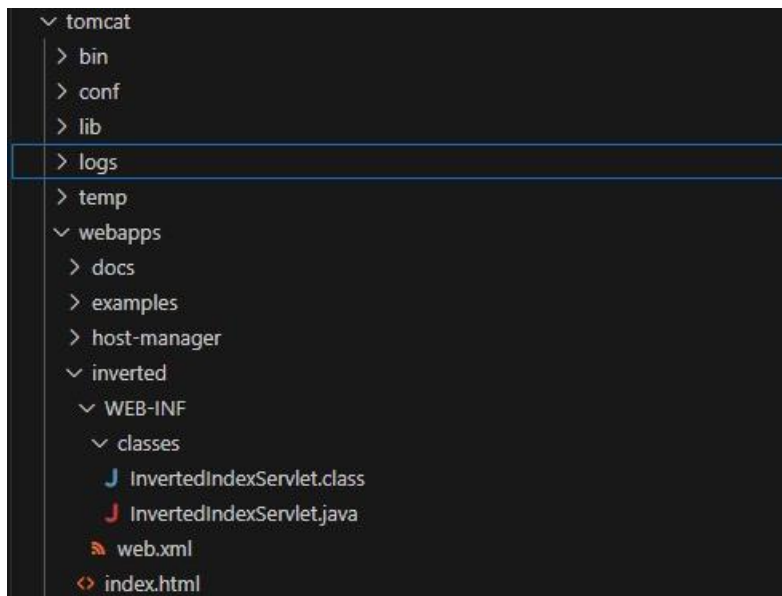 tomcat
bin
conf
lib
logs
temp
webapps
docs
examples
host-manager
inverted
WEB-INF
classes
J InvertedIndexServlet.class
J InvertedIndexServlet.java
web.xml
<> index.html